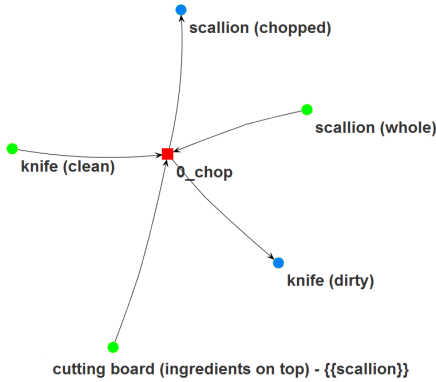 scallion (chopped)
scallion (whole)
knife (clean)
0_chop
knife (dirty)
cutting board (ingredients on top) - {{scallion}}